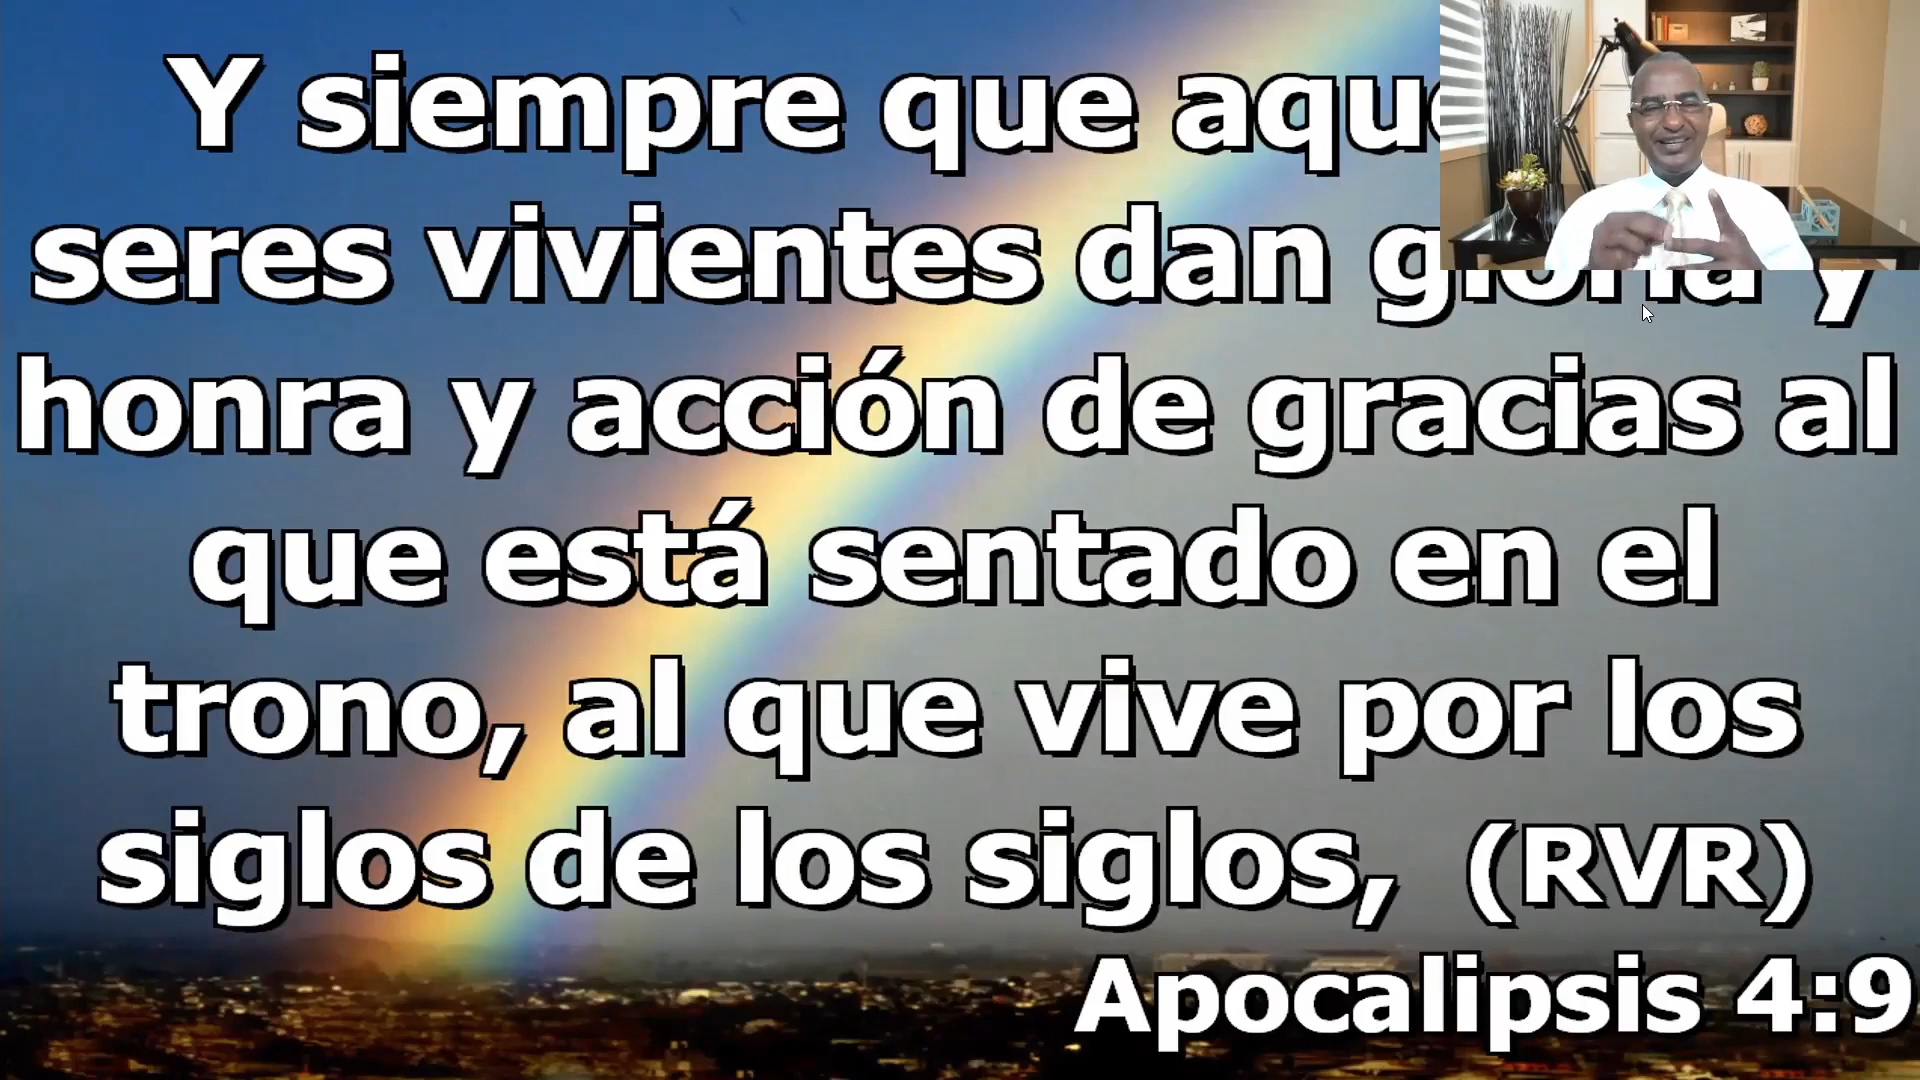 Y siempre que
seres vivientes dan gloria y
honra y acción de gracias al
que está sentado en el
trono, al que vive por los
siglos de los siglos, (RVR)
Apocalipsis 4:9